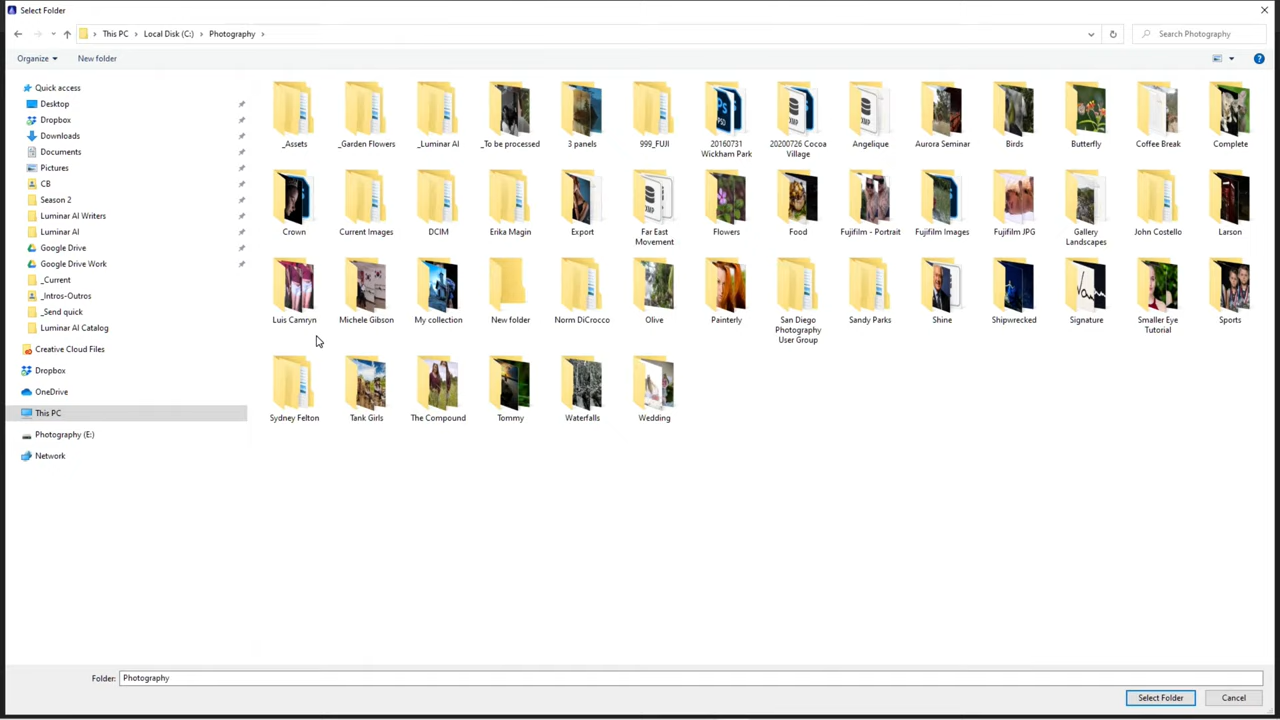 Select Folder
This PC > Local Disk (C:) > Photography >
Search Photography
Organize
New folder
Quick access
Desktop
Dropbox
Downloads
Documents
Pictures
CB
Season 2
Luminar AI Writers
Luminar AI
Google Drive
Google Drive Work
_Current
_Intros-Outros
_Send quick
Luminar AI Catalog
Creative Cloud Files
Dropbox
OneDrive
This PC
Photography (E:)
Network
_Assets
_Garden Flowers
_Luminar AI
_To be processed
3 panels
999_FUJI
20160731
Wickham Park
20200726 Cocoa
Village
Angelique
Aurora Seminar
Birds
Butterfly
Coffee Break
Complete
Crown
Current Images
DCIM
Erika Magin
Export
Far East
Movement
Flowers
Food
Fujifilm - Portrait
Fujifilm Images
Fujifilm JPG
Gallery
Landscapes
John Costello
Larson
Luis Camryn
Michele Gibson
My collection
New folder
Norm DiCrocco
Olive
Painterly
San Diego
Photography
User Group
Sandy Parks
Shine
Shipwrecked
Signature
Smaller Eye
Tutorial
Sports
Sydney Felton
Tank Girls
The Compound
Tommy
Waterfalls
Wedding
Folder: Photography
Select Folder
Cancel